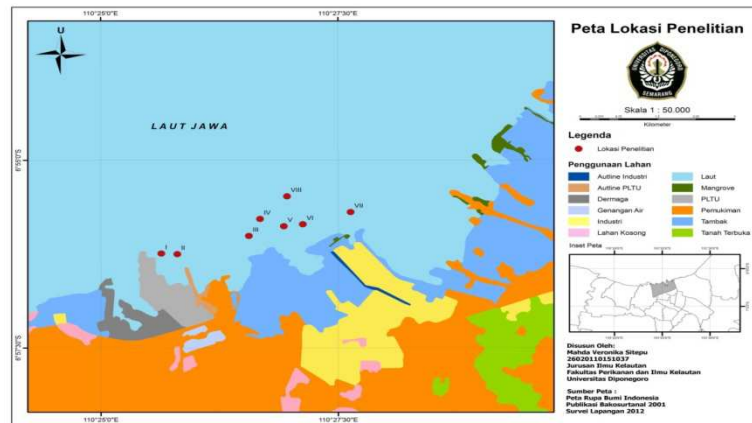 110°25'0"E
110°27'30"E
U
LAUT JAWA
6°55'0"S
6°57'30"S
VIII
IV
VII
V
VI
III
I
II
110°25'0"E
110°27'30"E
Peta Lokasi Penelitian
UNIVERSITAS DIPONEGORO
SEMARANG
Skala 1 : 50.000
Kilometer
Legenda
Lokasi Penelitian
Penggunaan Lahan
Autline Industri
Laut
Autline PLTU
Mangrove
Dermaga
PLTU
Genangan Air
Pemukiman
Industri
Tambak
Lahan Kosong
Tanah Terbuka
Inset Peta
Disusun Oleh:
Mahda Veronika Sitepu
26020110151037
Jurusan Ilmu Kelautan
Fakultas Perikanan dan Ilmu Kelautan
Universitas Diponegoro
Sumber Peta :
Peta Rupa Bumi Indonesia
Publikasi Bakosurtanal 2001
Survei Lapangan 2012